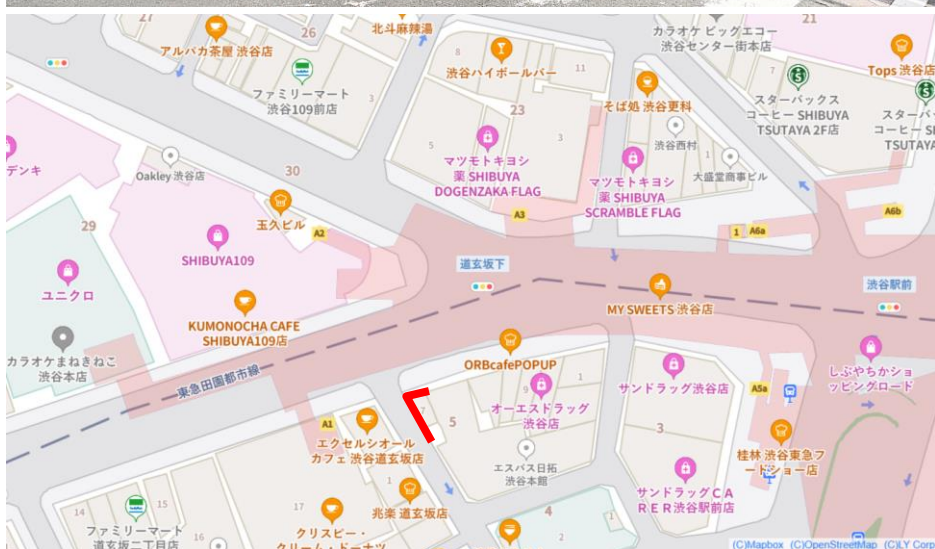 27
26
北斗麻辣湯
アルパカ茶屋 渋谷店
8
渋谷ハイボールバー
11
カラオケ ビッグエコー
渋谷センター街本店
21
7
Tops 渋谷店
ファミリーマート
渋谷109前店
3
23
そば処 渋谷更科
スターバックス
コーヒー SHIBUYA
TSUTAYA 2F店
スターバッ
コーヒー S
TSUTAY
5
3
渋谷西村
1
デンキ
Oakley 渋谷店
30
マツモトキヨシ
薬 SHIBUYA
DOGENZAKA FLAG
マツモトキヨシ
薬 SHIBUYA
SCRAMBLE FLAG
大盛堂商事ビル
29
玉久ビル
A2
A3
1
A6a
A6b
SHIBUYA109
道玄坂下
渋谷駅前
ユニクロ
KUMONOCHA CAFE
SHIBUYA109店
MY SWEETS 渋谷店
カラオケまねきねこ
渋谷本店
東急田園都市線
ORBcafePOPUP
しぶやちかショ
ッピングロード
1
9
オーエスドラッグ
渋谷店
サンドラッグ渋谷店
A5a
7
5
A1
エクセルシオール
カフェ 渋谷道玄坂店
エスパス日拓
渋谷本館
3
桂林 渋谷東急フ
ードショー店
1
兆楽 道玄坂店
サンドラッグCA
RER渋谷駅前店
14
15
17
4
1
ファミリーマート
道玄坂二丁目店
16
クリスピー・
クリーム・ドーナツ
(C)Mapbox (C)OpenStreetMap (C)LY Corp